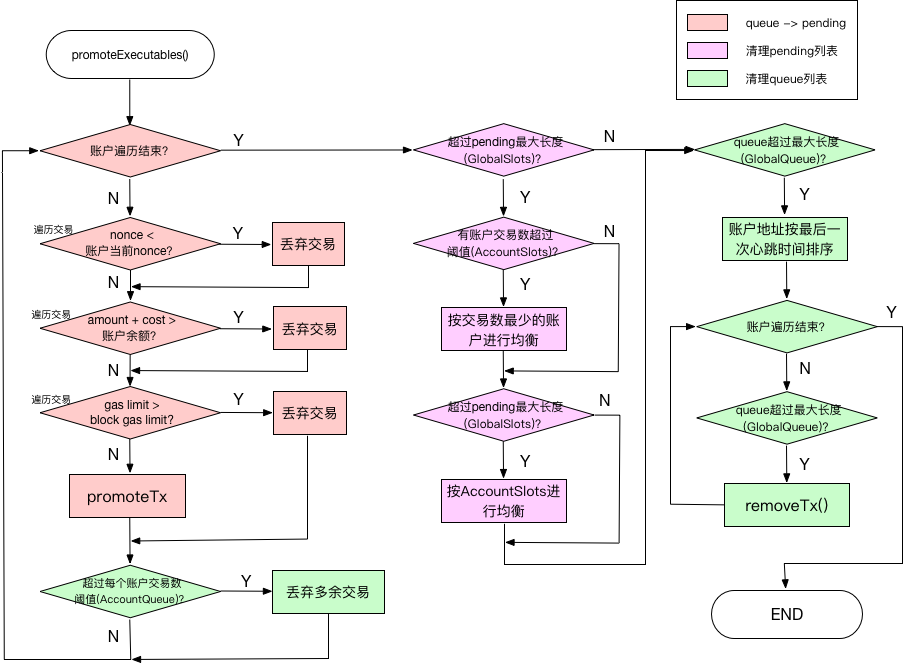 promoteExecutables()
账户遍历结束?
Y
N
遍历交易
nonce <
账户当前nonce?
Y
丢弃交易
N
遍历交易
amount + cost >
账户余额?
Y
丢弃交易
N
遍历交易
gas limit >
block gas limit?
Y
丢弃交易
N
promoteTx
超过每个账户交易数
阈值(AccountQueue)?
Y
丢弃多余交易
N
超过pending最大长度
(GlobalSlots)?
N
Y
有账户交易数超过
阈值(AccountSlots)?
N
Y
按交易数最少的账
户进行均衡
超过pending最大长度
(GlobalSlots)?
N
Y
按AccountSlots进
行均衡
queue -> pending
清理pending列表
清理queue列表
queue超过最大长度
(GlobalQueue)?
Y
账户地址按最后一
次心跳时间排序
账户遍历结束?
Y
N
queue超过最大长度
(GlobalQueue)?
Y
removeTx()
END